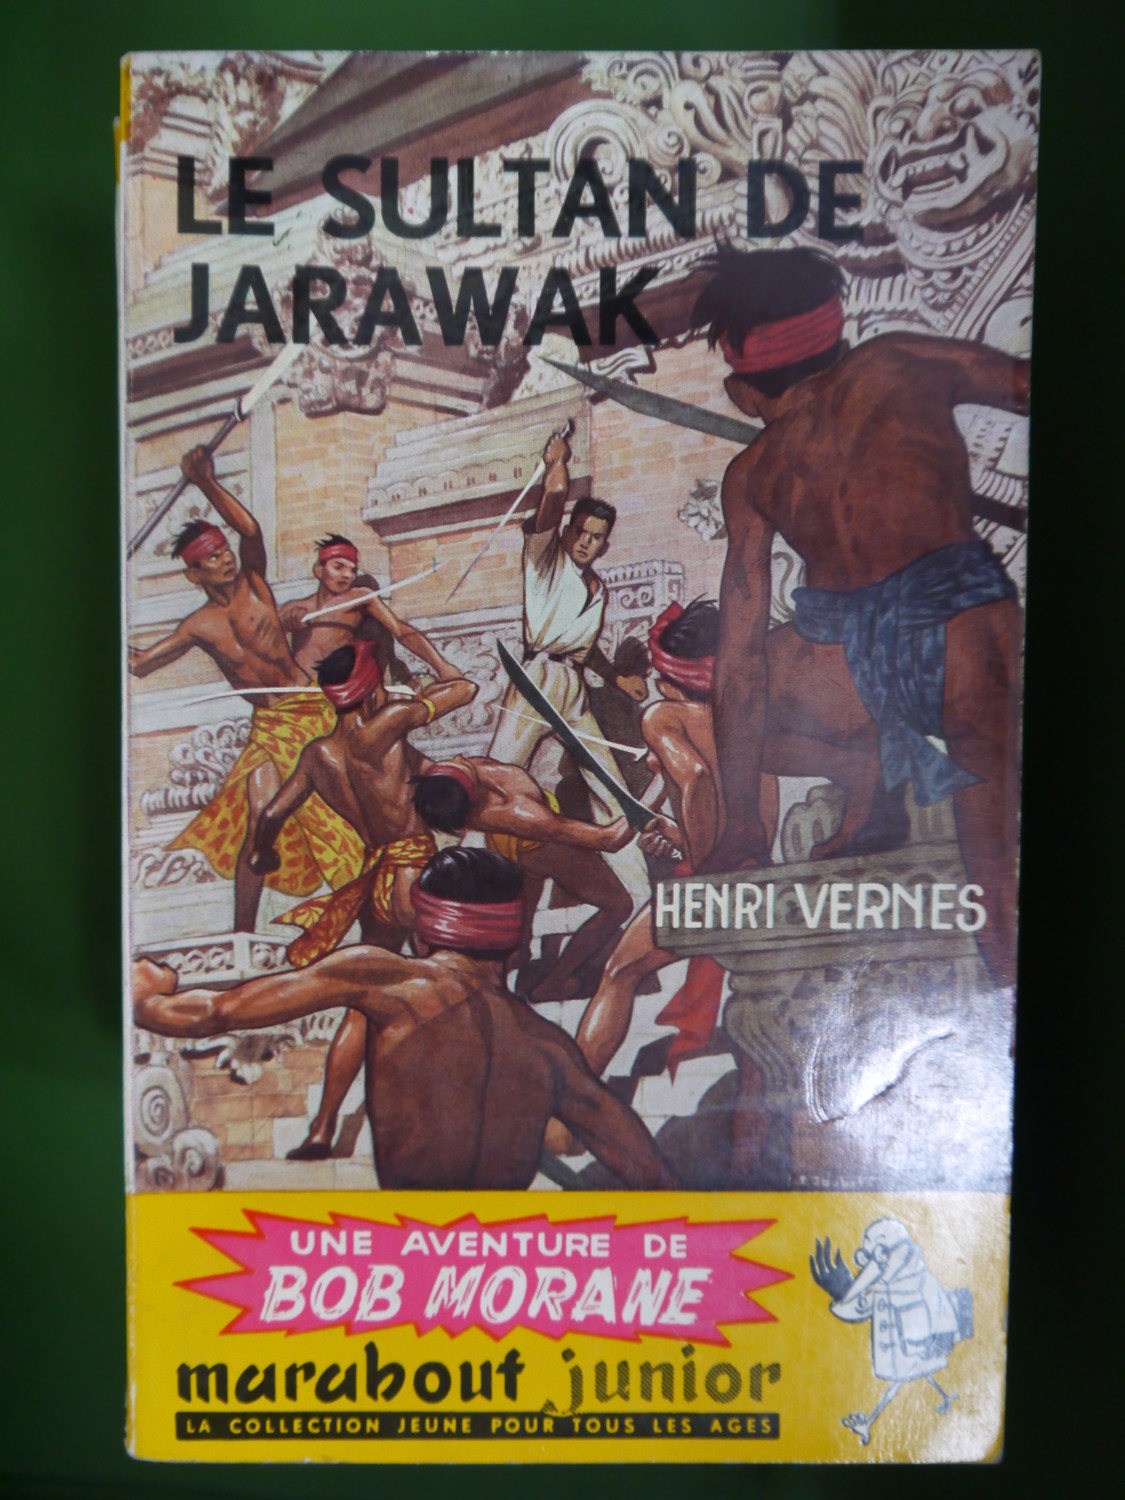 LE SULTAN DE
JARAWAK
HENRI VERNES
UNE AVENTURE DE
BOB MORANE
marabout junior
LA COLLECTION JEUNE POUR TOUS LES AGES